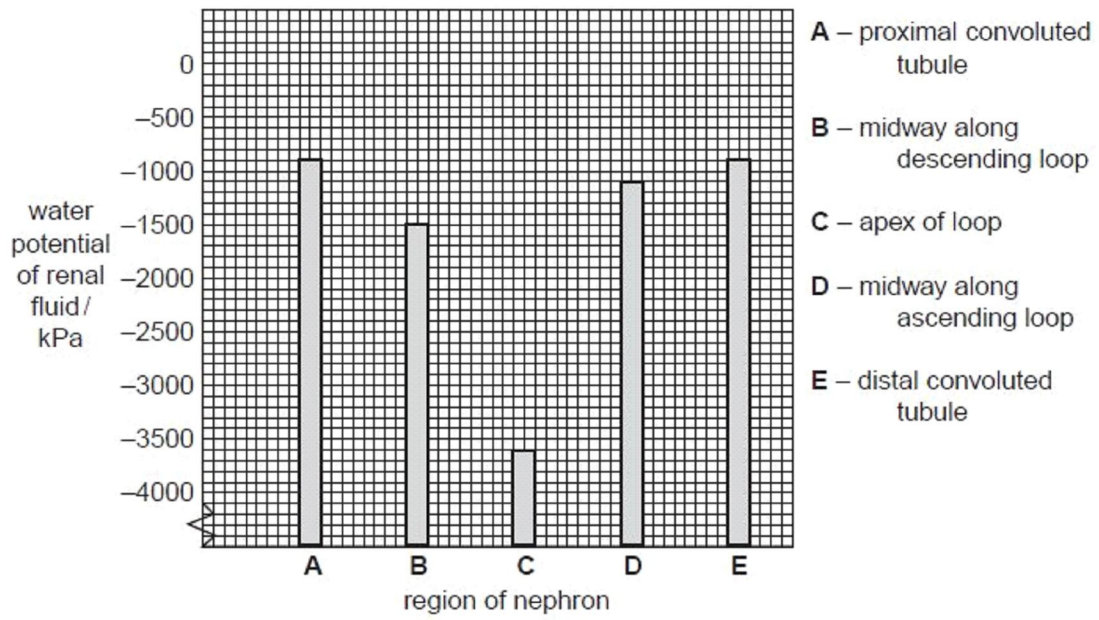 0
–500
–1000
–1500
–2000
–2500
–3000
–3500
–4000
water
potential
of renal
fluid /
kPa
A B C D E
region of nephron
A – proximal convoluted
tubule
B – midway along
descending loop
C – apex of loop
D – midway along
ascending loop
E – distal convoluted
tubule